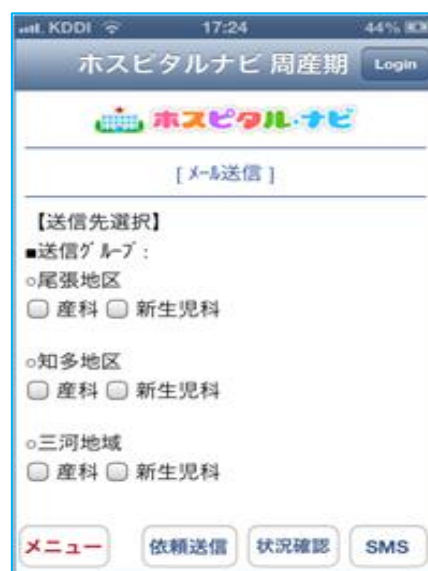 KDDI 17:24 44%
ホスピタルナビ 周産期 Login
ホスピタル・ナビ
[ﾒｰﾙ送信]
【送信先選択】
■送信ｸﾞﾙｰﾌﾟ:
○尾張地区
産科 新生児科
○知多地区
産科 新生児科
○三河地域
産科 新生児科
メニュー 依頼送信 状況確認 SMS